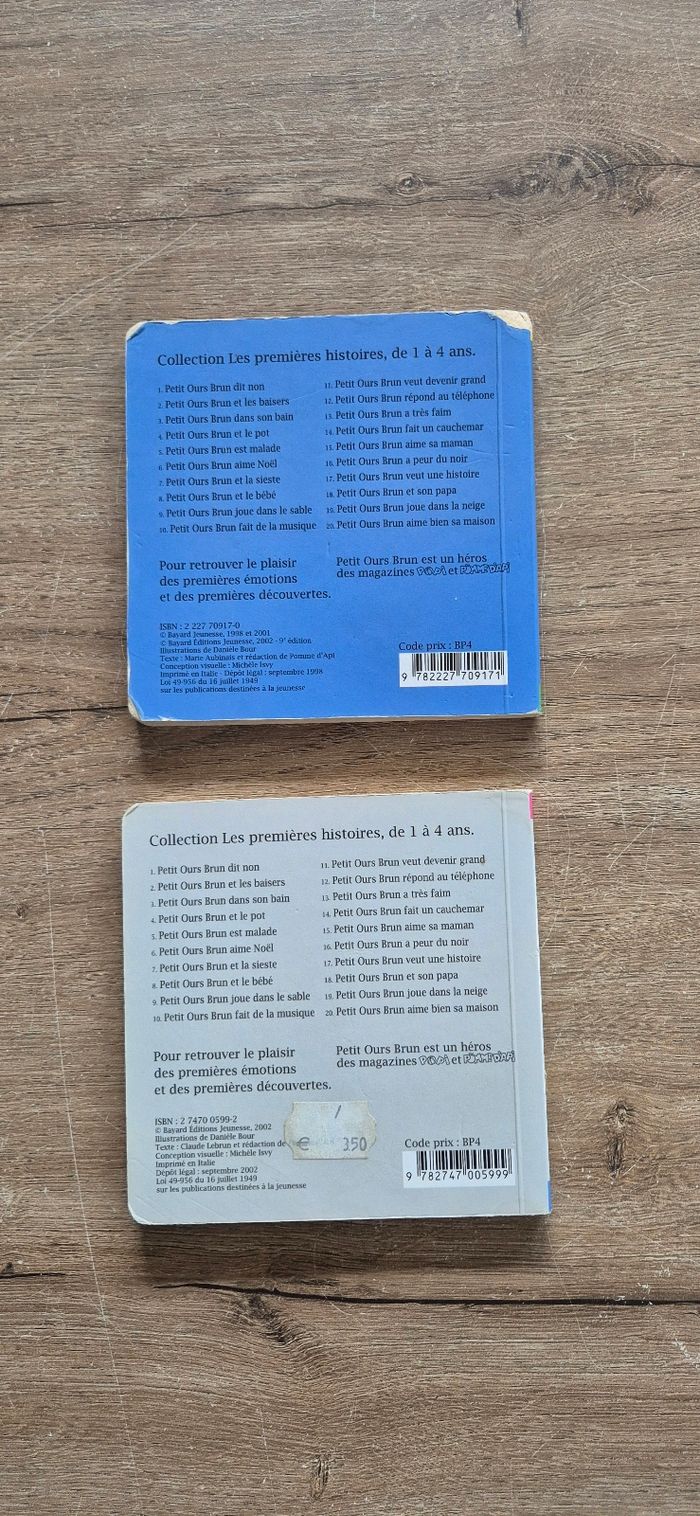 Collection Les premières histoires, de 1 à 4 ans.
1. Petit Ours Brun dit non
2. Petit Ours Brun et les baisers
3. Petit Ours Brun dans son bain
4. Petit Ours Brun et le pot
5. Petit Ours Brun est malade
6. Petit Ours Brun aime Noël
7. Petit Ours Brun et la sieste
8. Petit Ours Brun et le bébé
9. Petit Ours Brun joue dans le sable
10. Petit Ours Brun fait de la musique
11. Petit Ours Brun veut devenir grand
12. Petit Ours Brun répond au téléphone
13. Petit Ours Brun a très faim
14. Petit Ours Brun fait un cauchemar
15. Petit Ours Brun aime sa maman
16. Petit Ours Brun a peur du noir
17. Petit Ours Brun veut une histoire
18. Petit Ours Brun et son papa
19. Petit Ours Brun joue dans la neige
20. Petit Ours Brun aime bien sa maison
Pour retrouver le plaisir
des premières émotions
et des premières découvertes.
Petit Ours Brun est un héros
des magazines POPI et POMME D'API
ISBN : 2 227 70917-0
© Bayard Jeunesse, 1998 et 2001
© Bayard Éditions Jeunesse, 2002 - 9e édition
Illustrations de Danièle Bour
Texte : Marie Aubinais et rédaction de Pomme d'Api
Conception visuelle : Michèle Isvy
Imprimé en Italie - Dépôt légal : septembre 1998
Loi 49-956 du 16 juillet 1949
sur les publications destinées à la jeunesse
Code prix : BP4
9 782227 709171
Collection Les premières histoires, de 1 à 4 ans.
1. Petit Ours Brun dit non
2. Petit Ours Brun et les baisers
3. Petit Ours Brun dans son bain
4. Petit Ours Brun et le pot
5. Petit Ours Brun est malade
6. Petit Ours Brun aime Noël
7. Petit Ours Brun et la sieste
8. Petit Ours Brun et le bébé
9. Petit Ours Brun joue dans le sable
10. Petit Ours Brun fait de la musique
11. Petit Ours Brun veut devenir grand
12. Petit Ours Brun répond au téléphone
13. Petit Ours Brun a très faim
14. Petit Ours Brun fait un cauchemar
15. Petit Ours Brun aime sa maman
16. Petit Ours Brun a peur du noir
17. Petit Ours Brun veut une histoire
18. Petit Ours Brun et son papa
19. Petit Ours Brun joue dans la neige
20. Petit Ours Brun aime bien sa maison
Pour retrouver le plaisir
des premières émotions
et des premières découvertes.
Petit Ours Brun est un héros
des magazines POPI et POMME D'API
ISBN : 2 7470 0599-2
© Bayard Éditions Jeunesse, 2002
Illustrations de Danièle Bour
Texte : Claude Lebrun et rédaction de
Conception visuelle : Michèle Isvy
Imprimé en Italie
Dépôt légal : septembre 2002
Loi 49-956 du 16 juillet 1949
sur les publications destinées à la jeunesse
€ 3.50
Code prix : BP4
9 782747 005999